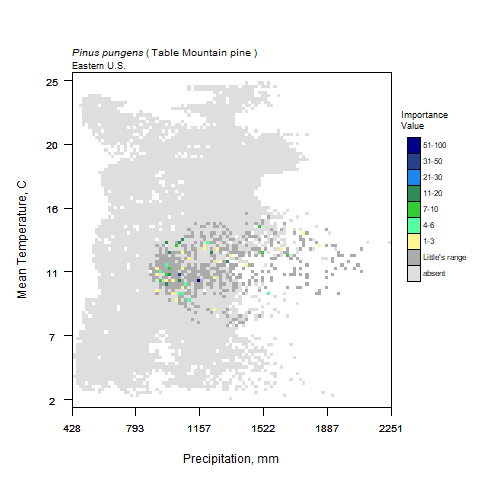 Pinus pungens ( Table Mountain pine )
Eastern U.S.
Importance
Value
51-100
31-50
21-30
11-20
7-10
4-6
1-3
Little's range
absent
Mean Temperature, C
25
20
16
11
7
2
428 793 1157 1522 1887 2251
Precipitation, mm